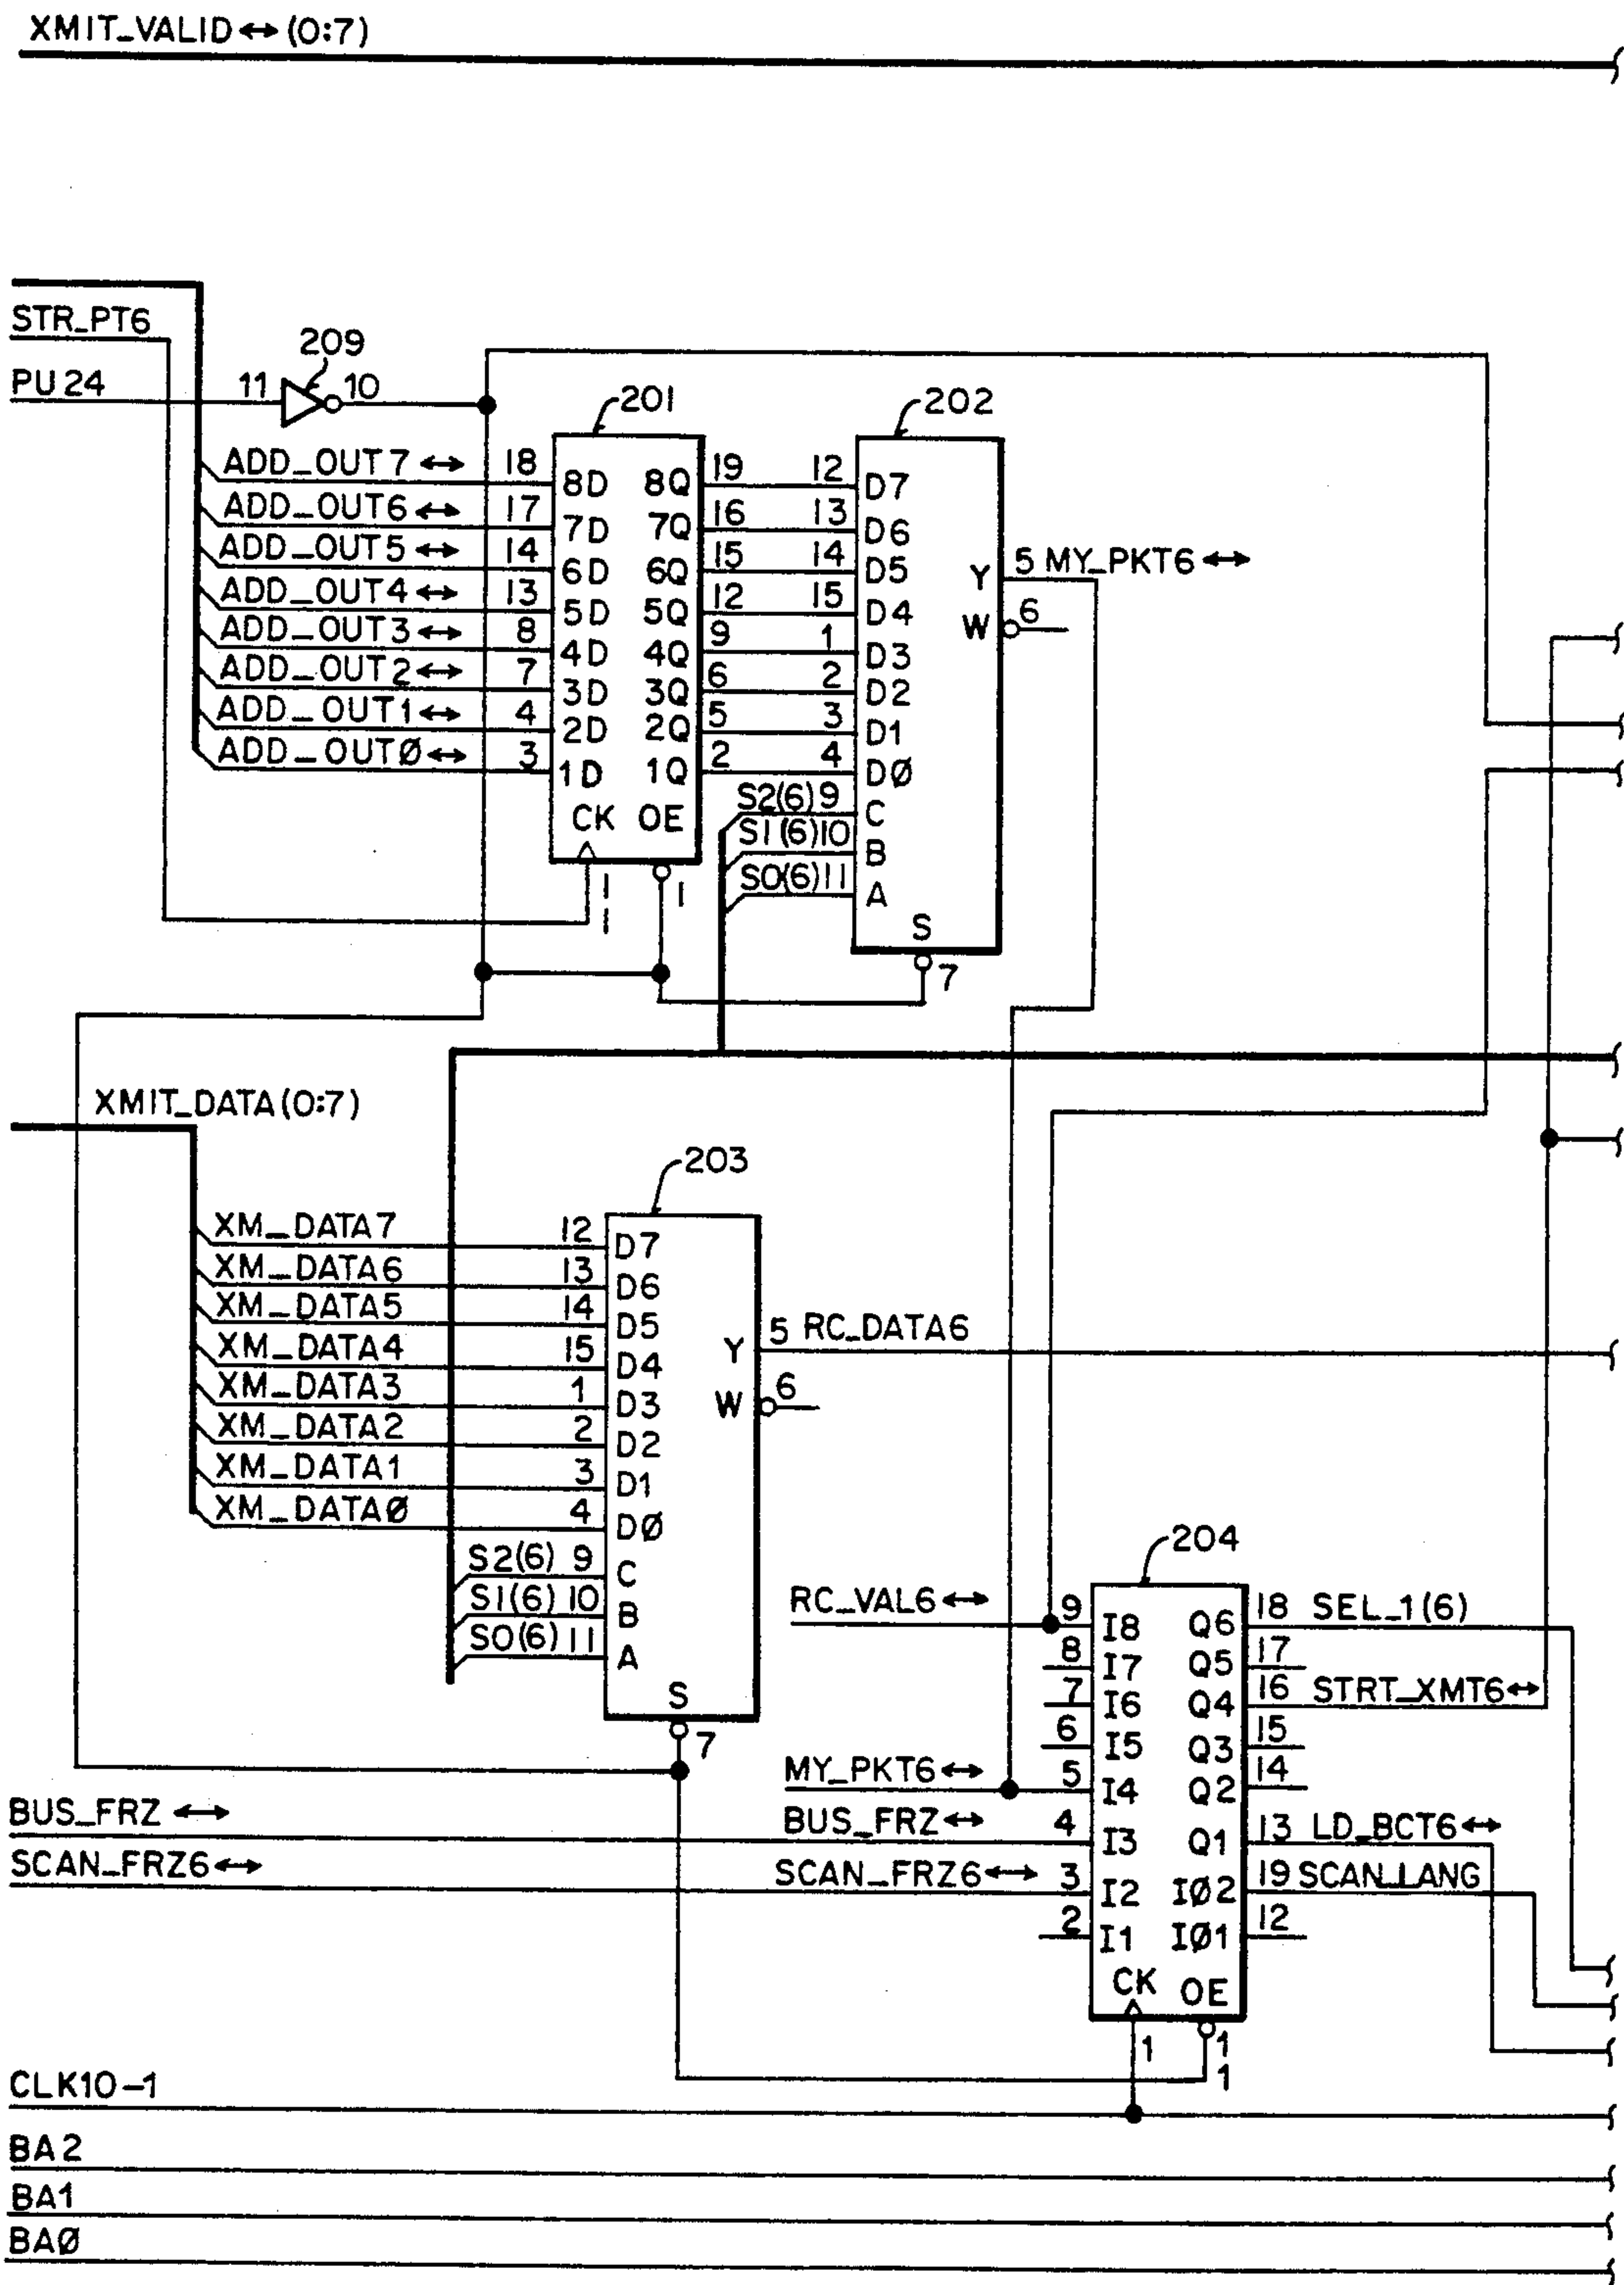 XMIT_VALID↔(0:7)
STR_PT6
209
PU24
11
10
201
202
ADD_OUT7↔ 18 8D 8Q 19 12 D7
ADD_OUT6↔ 17 7D 7Q 16 13 D6
ADD_OUT5↔ 14 6D 6Q 15 14 D5
ADD_OUT4↔ 13 5D 5Q 12 15 D4
ADD_OUT3↔ 8 4D 4Q 9 1 D3
ADD_OUT2↔ 7 3D 3Q 6 2 D2
ADD_OUT1↔ 4 2D 2Q 5 3 D1
ADD_OUTØ↔ 3 1D 1Q 2 4 DØ
Y 5 MY_PKT6↔
W 6
CK OE
S2(6) 9 C
S1(6) 10 B
S0(6) 11 A
11
1
S
7
XMIT_DATA(0:7)
203
XM_DATA7 12 D7
XM_DATA6 13 D6
XM_DATA5 14 D5
XM_DATA4 15 D4
XM_DATA3 1 D3
XM_DATA2 2 D2
XM_DATA1 3 D1
XM_DATAØ 4 DØ
Y 5 RC_DATA6
W 6
S2(6) 9 C
S1(6) 10 B
S0(6) 11 A
S
7
204
RC_VAL6↔ 9 I8 Q6 18 SEL_1(6)
8 I7 Q5 17
7 I6 Q4 16 STRT_XMT6↔
6 I5 Q3 15
MY_PKT6↔ 5 I4 Q2 14
BUS_FRZ↔ BUS_FRZ↔ 4 I3 Q1 13 LD_BCT6↔
SCAN_FRZ6↔ SCAN_FRZ6↔ 3 I2 IØ2 19 SCAN_LANG
2 I1 IØ1 12
CK OE
1
11
CLK10-1
BA2
BA1
BAØ